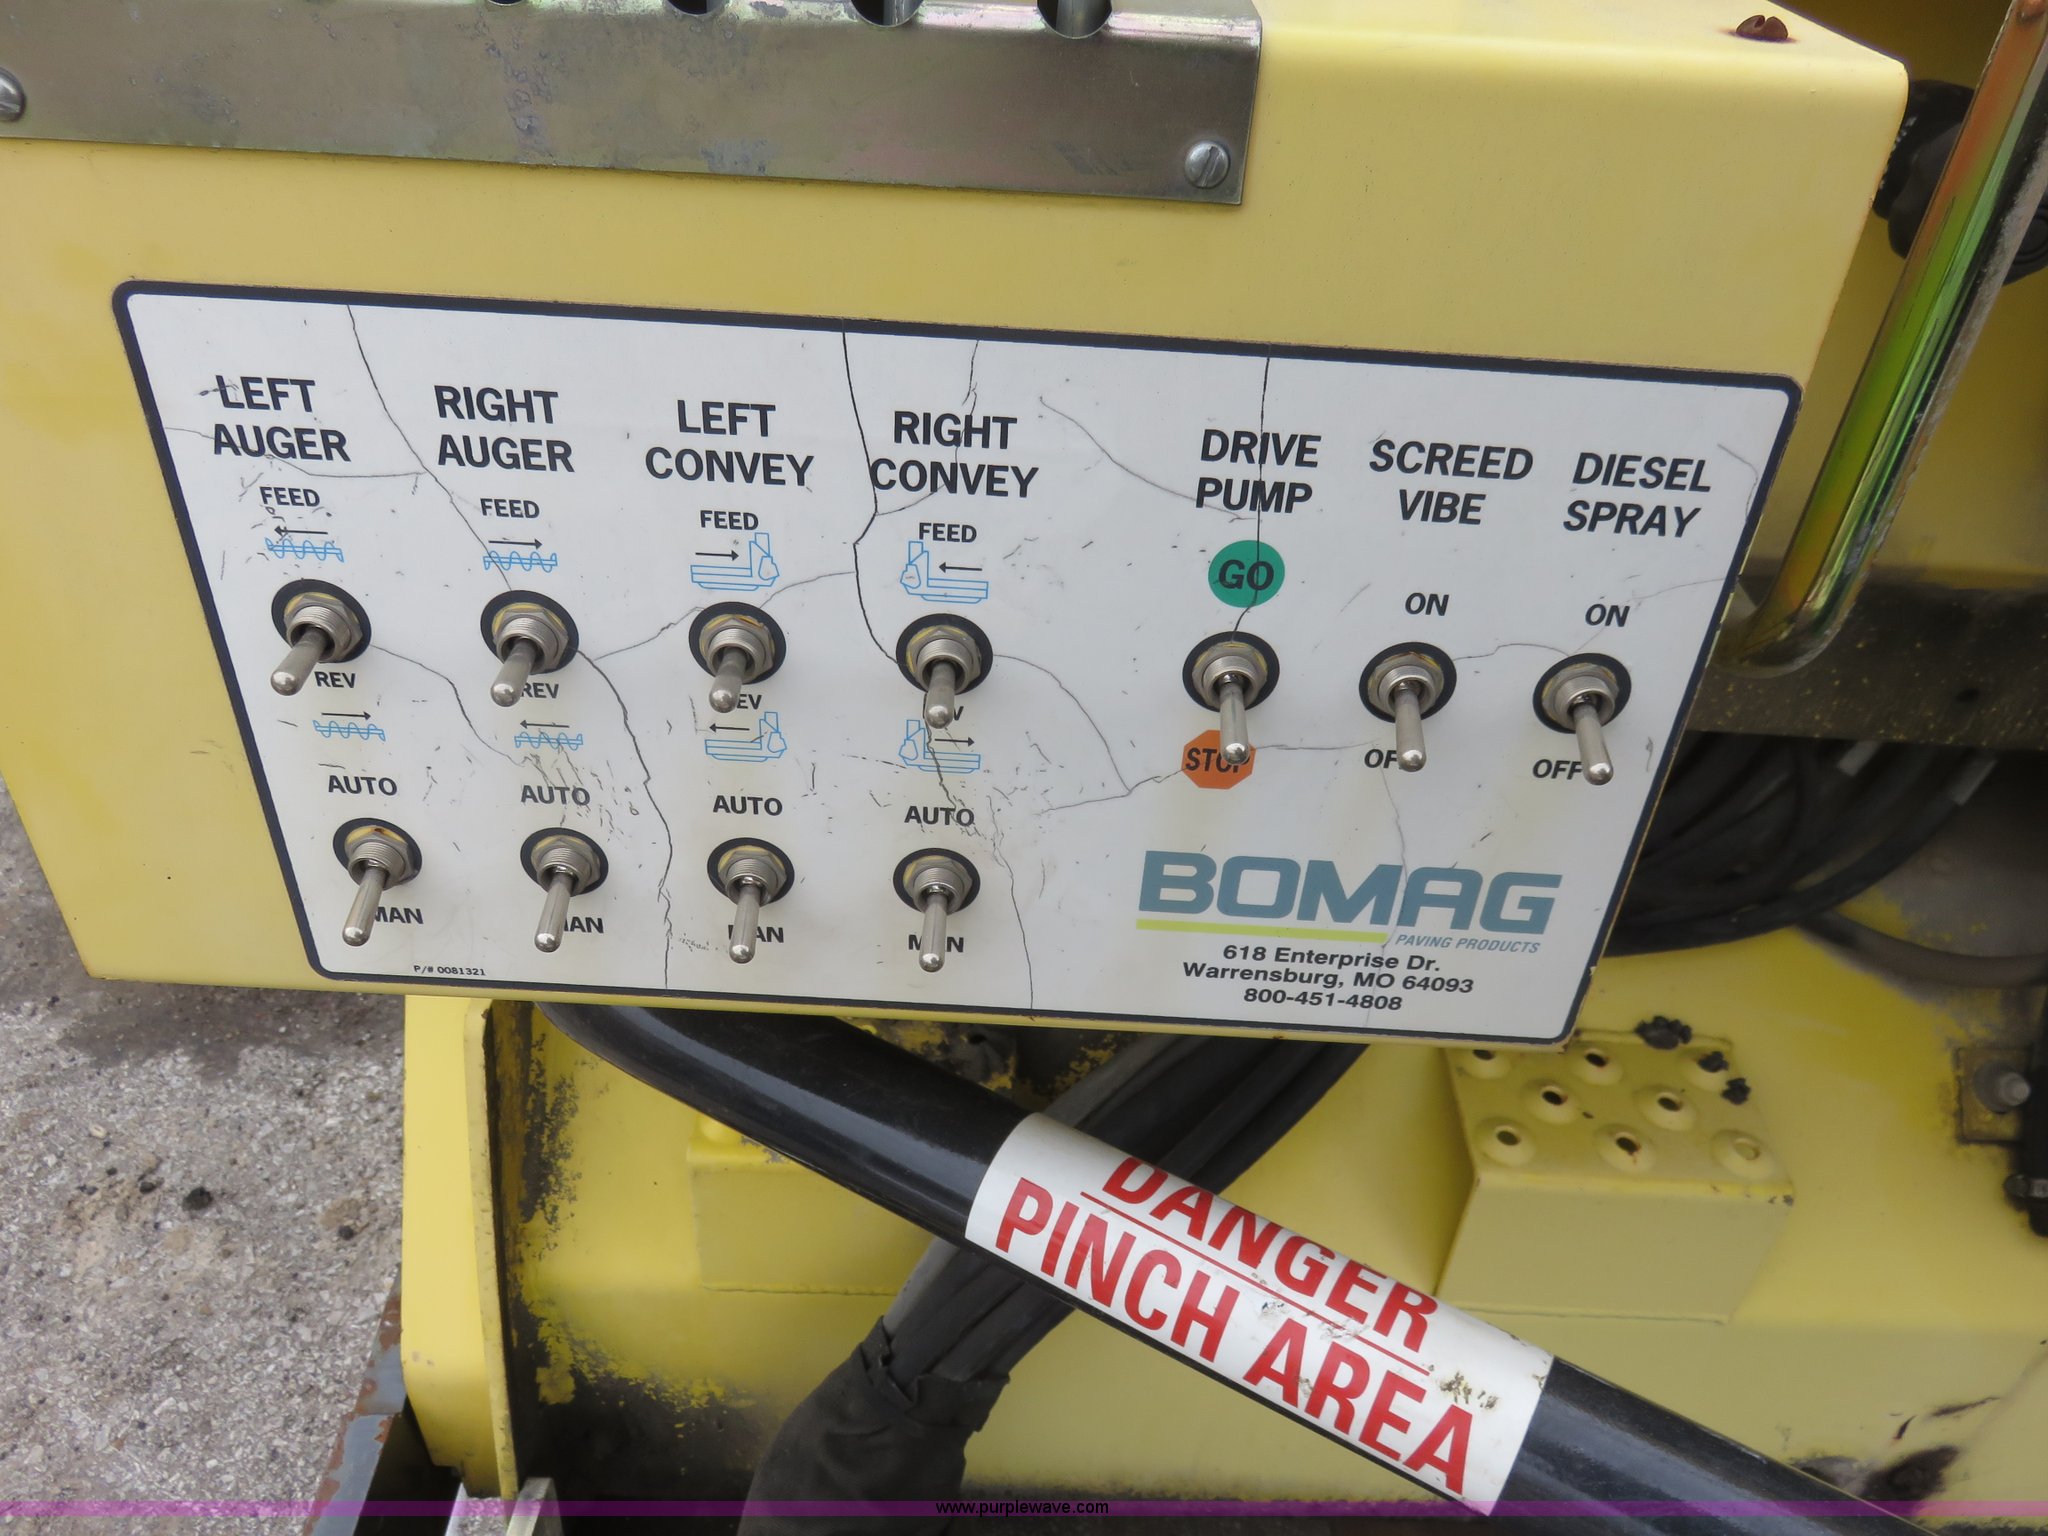 LEFT
AUGER
RIGHT
AUGER
LEFT
CONVEY
RIGHT
CONVEY
DRIVE
PUMP
SCREED
VIBE
DIESEL
SPRAY
FEED
FEED
FEED
FEED
GO
ON
ON
REV
REV
REV
STOP
OFF
OFF
AUTO
AUTO
AUTO
AUTO
MAN
MAN
MAN
MAN
P/# 0081321
BOMAG
PAVING PRODUCTS
618 Enterprise Dr.
Warrensburg, MO 64093
800-451-4808
DANGER
PINCH AREA
www.purplewave.com